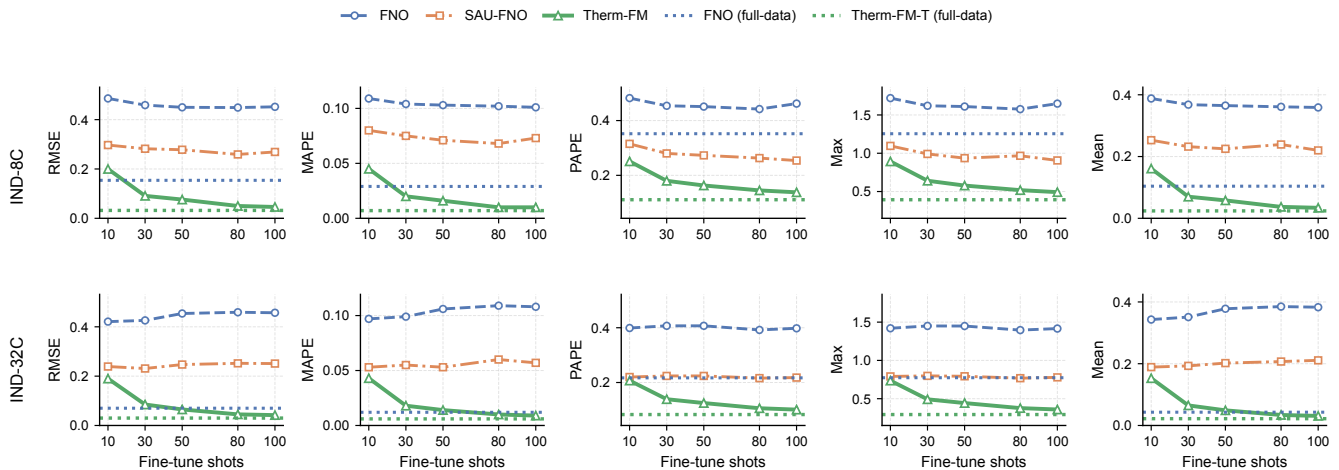 FNO SAU-FNO Therm-FM FNO (full-data) Therm-FM-T (full-data)
IND-8C
RMSE
0.4
0.2
0.0
10 30 50 80 100
MAPE
0.10
0.05
0.00
10 30 50 80 100
PAPE
0.4
0.2
10 30 50 80 100
Max
1.5
1.0
0.5
10 30 50 80 100
Mean
0.4
0.2
0.0
10 30 50 80 100
IND-32C
RMSE
0.4
0.2
0.0
10 30 50 80 100
Fine-tune shots
MAPE
0.10
0.05
0.00
10 30 50 80 100
Fine-tune shots
PAPE
0.4
0.2
10 30 50 80 100
Fine-tune shots
Max
1.5
1.0
0.5
10 30 50 80 100
Fine-tune shots
Mean
0.4
0.2
0.0
10 30 50 80 100
Fine-tune shots